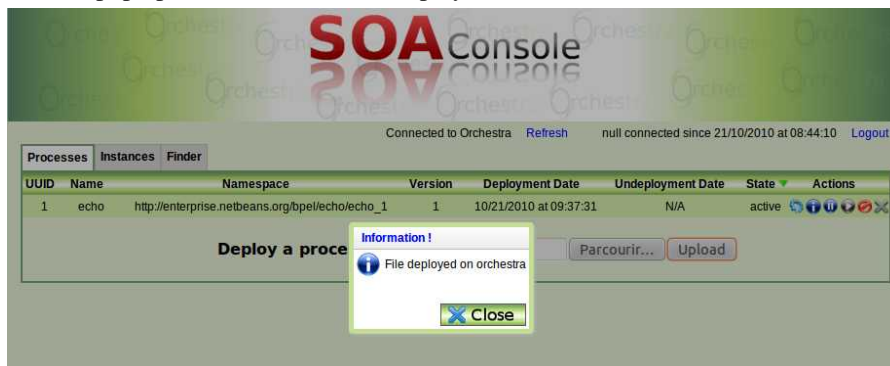 SOA Console
Connected to Orchestra Refresh null connected since 21/10/2010 at 08:44:10 Logout
Processes Instances Finder
UUID Name Namespace Version Deployment Date Undeployment Date State Actions
1 echo http://enterprise.netbeans.org/bpel/echo/echo_1 1 10/21/2010 at 09:37:31 N/A active
Deploy a proce Parcourir... Upload
Information !
File deployed on orchestra
Close